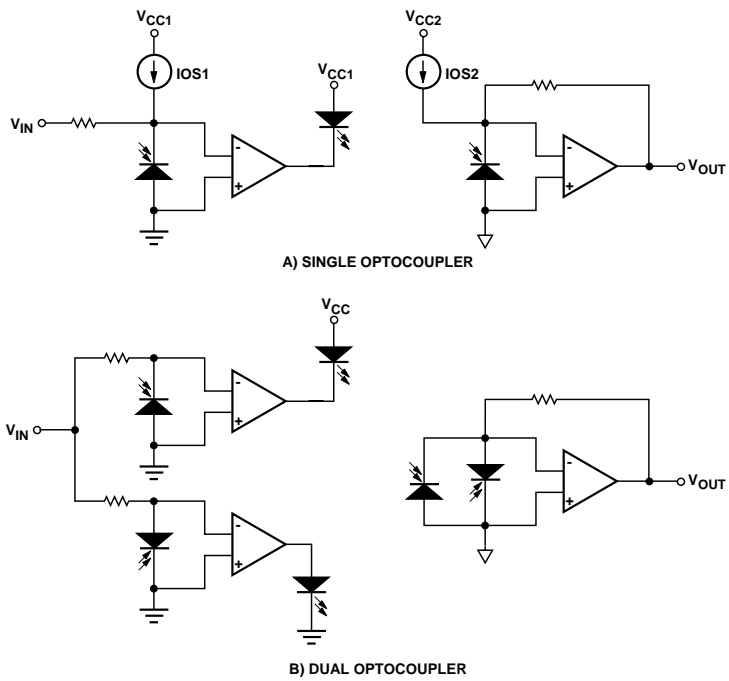 VCC1
IOS1
VCC1
VIN
-
+
VCC2
IOS2
-
+
VOUT
A) SINGLE OPTOCOUPLER
VCC
-
+
VIN
-
+
-
+
VOUT
B) DUAL OPTOCOUPLER